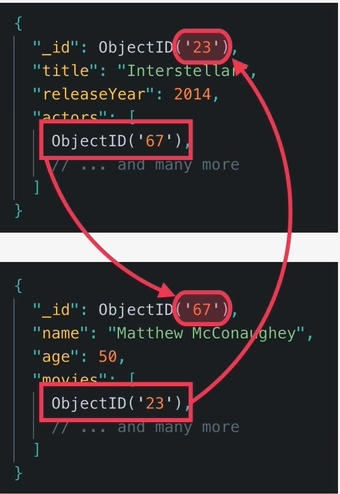 {
"_id": ObjectID('23'),
"title": "Interstellar",
"releaseYear": 2014,
"actors": [
ObjectID('67'),
// ... and many more
]
}
{
"_id": ObjectID('67'),
"name": "Matthew McConaughey",
"age": 50,
"movies": [
ObjectID('23'),
// ... and many more
]
}